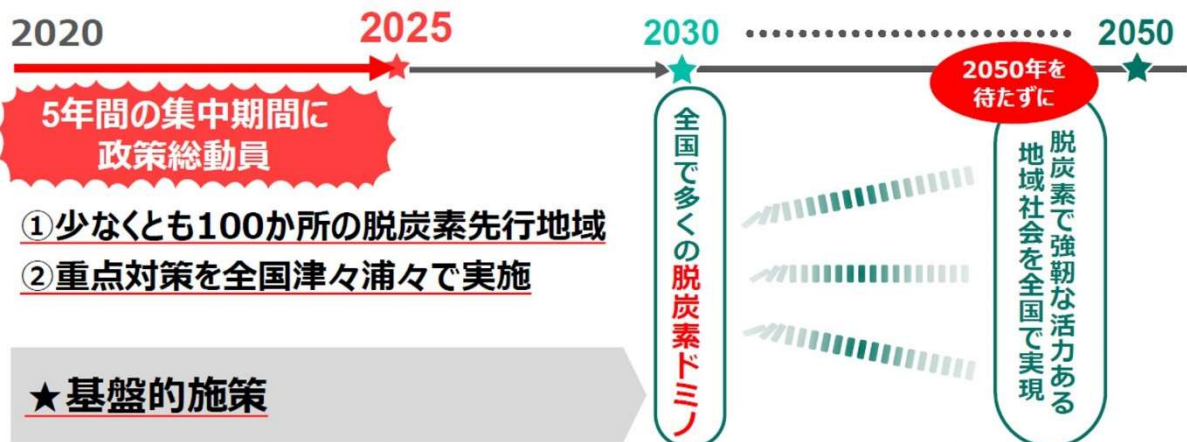 2020
2025
2030
2050
5年間の集中期間に
政策総動員
①少なくとも100か所の脱炭素先行地域
②重点対策を全国津々浦々で実施
★基盤的施策
全国で多くの脱炭素ドミノ
2050年を
待たずに
脱炭素で強靭な活力ある
地域社会を全国で実現